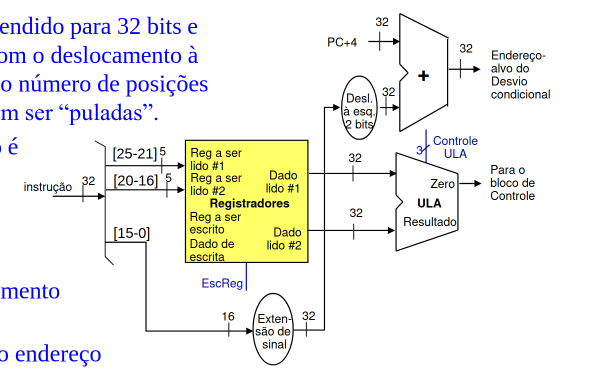 endido para 32 bits e
om o deslocamento à
o número de posições
m ser “puladas”.
é
mento
o endereço
32
PC+4
+
32
Endereço-
alvo do
Desvio
condicional
Desl.
à esq.
2 bits
32
3
Controle
ULA
instrução
32
[25-21]
5
[20-16]
5
[15-0]
Reg a ser
lido #1
Reg a ser
lido #2
Registradores
Reg a ser
escrito
Dado de
escrita
Dado
lido #1
Dado
lido #2
EscReg
32
32
Zero
ULA
Resultado
Para o
bloco de
Controle
16
Exten-
são de
sinal
32